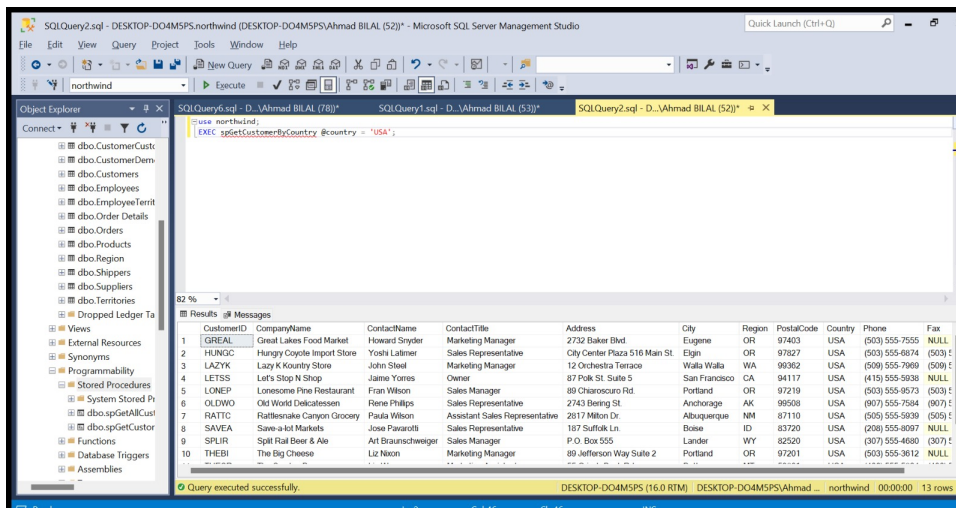 SQLQuery2.sql - DESKTOP-DO4M5PS.northwind (DESKTOP-DO4M5PS\Ahmad BILAL (52))* - Microsoft SQL Server Management Studio
Quick Launch (Ctrl+Q)
File Edit View Query Project Tools Window Help
New Query
northwind
Execute
Object Explorer
SQLQuery6.sql - D...\Ahmad BILAL (78))* SQLQuery1.sql - D...\Ahmad BILAL (53))* SQLQuery2.sql - D...\Ahmad BILAL (52))*
Connect
dbo.CustomerCusto
dbo.CustomerDem
dbo.Customers
dbo.Employees
dbo.EmployeeTerrit
dbo.Order Details
dbo.Orders
dbo.Products
dbo.Region
dbo.Shippers
dbo.Suppliers
dbo.Territories
Dropped Ledger Ta
Views
External Resources
Synonyms
Programmability
Stored Procedures
System Stored Pr
dbo.spGetAllCust
dbo.spGetCustor
Functions
Database Triggers
Assemblies
use northwind;
EXEC spGetCustomerByCountry @country = 'USA';
82 %
Results Messages
CustomerID CompanyName ContactName ContactTitle Address City Region PostalCode Country Phone Fax
1 GREAL Great Lakes Food Market Howard Snyder Marketing Manager 2732 Baker Blvd. Eugene OR 97403 USA (503) 555-7555 NULL
2 HUNGC Hungry Coyote Import Store Yoshi Latimer Sales Representative City Center Plaza 516 Main St. Elgin OR 97827 USA (503) 555-6874 (503) 5
3 LAZYK Lazy K Kountry Store John Steel Marketing Manager 12 Orchestra Terrace Walla Walla WA 99362 USA (509) 555-7969 (509) 5
4 LETSS Let's Stop N Shop Jaime Yorres Owner 87 Polk St. Suite 5 San Francisco CA 94117 USA (415) 555-5938 NULL
5 LONEP Lonesome Pine Restaurant Fran Wilson Sales Manager 89 Chiaroscuro Rd. Portland OR 97219 USA (503) 555-9573 (503) 5
6 OLDWO Old World Delicatessen Rene Phillips Sales Representative 2743 Bering St. Anchorage AK 99508 USA (907) 555-7584 (907) 5
7 RATTC Rattlesnake Canyon Grocery Paula Wilson Assistant Sales Representative 2817 Milton Dr. Albuquerque NM 87110 USA (505) 555-5939 (505) 5
8 SAVEA Save-a-lot Markets Jose Pavarotti Sales Representative 187 Suffolk Ln. Boise ID 83720 USA (208) 555-8097 NULL
9 SPLIR Split Rail Beer & Ale Art Braunschweiger Sales Manager P.O. Box 555 Lander WY 82520 USA (307) 555-4680 (307) 5
10 THEBI The Big Cheese Liz Nixon Marketing Manager 89 Jefferson Way Suite 2 Portland OR 97201 USA (503) 555-3612 NULL
Query executed successfully. DESKTOP-DO4M5PS (16.0 RTM) DESKTOP-DO4M5PS\Ahmad ... northwind 00:00:00 13 rows